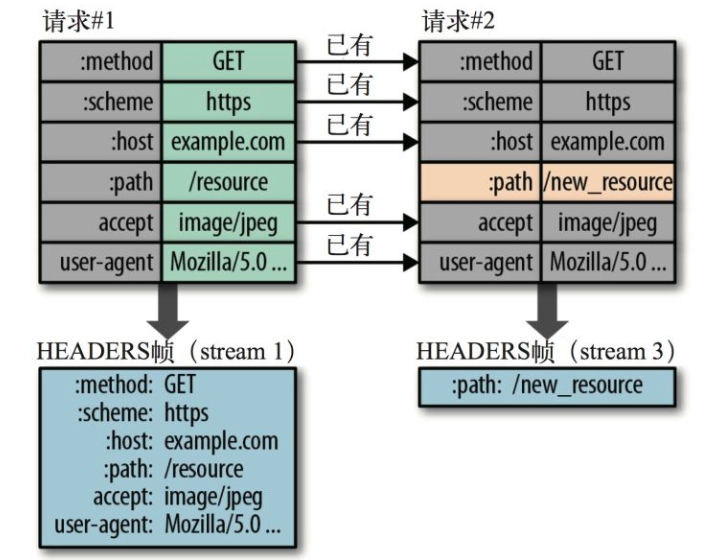 请求#1
请求#2
:method GET 已有 :method GET
:scheme https 已有 :scheme https
:host example.com 已有 :host example.com
:path /resource :path /new_resource
accept image/jpeg 已有 accept image/jpeg
user-agent Mozilla/5.0 ... 已有 user-agent Mozilla/5.0 ...
HEADERS帧（stream 1）
:method: GET
:scheme: https
:host: example.com
:path: /resource
accept: image/jpeg
user-agent: Mozilla/5.0 ...
HEADERS帧（stream 3）
:path: /new_resource